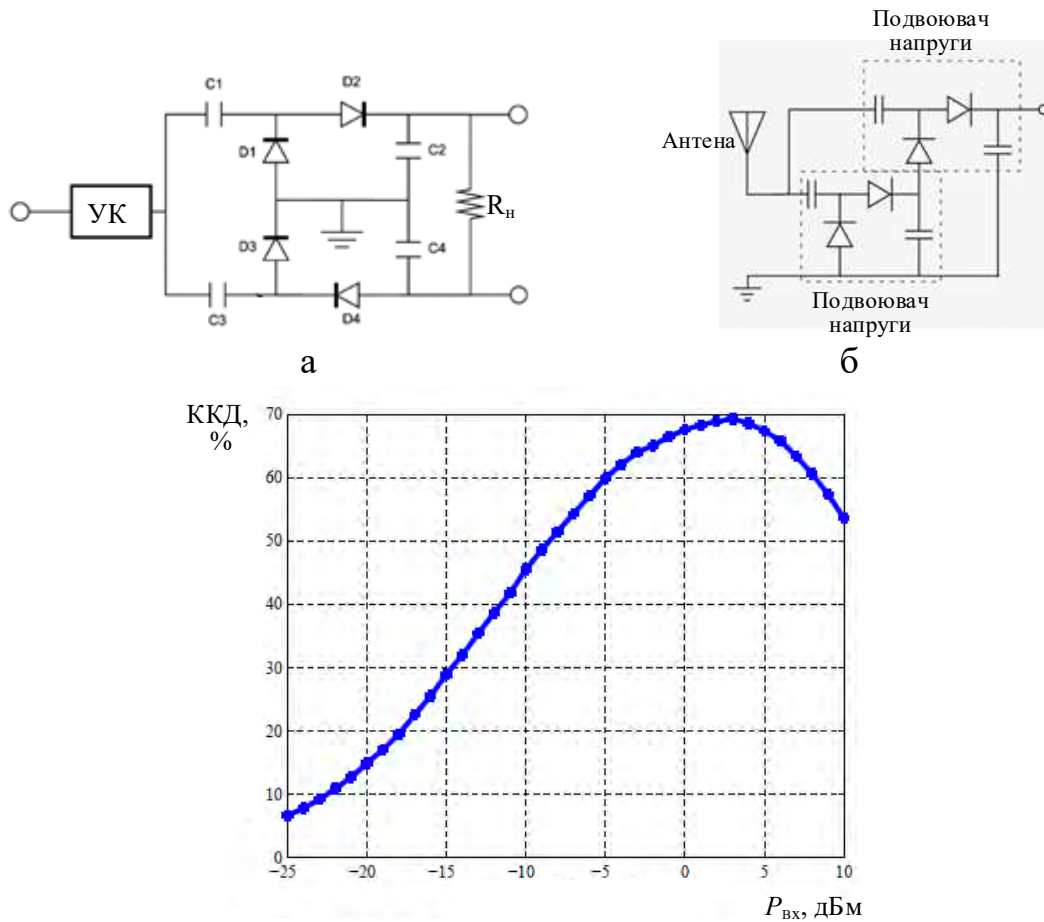 Подвоювач
напруги
C1
D2
D1
C2
Антена
УК
Rн
D3
C4
C3
D4
Подвоювач
напруги
а
б
ККД,
%
70
60
50
40
30
20
10
0
−25
−20
−15
−10
−5
0
5
10
Pвх, дБм